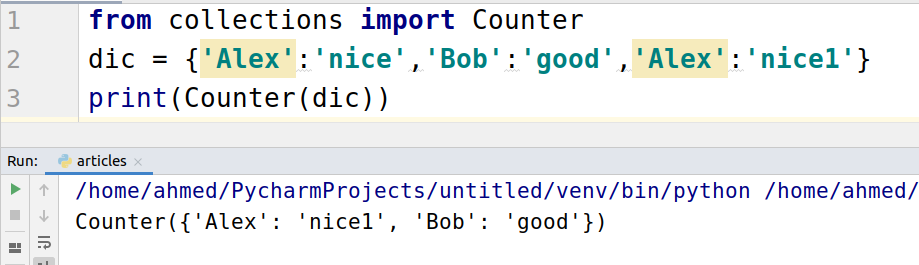 1 from collections import Counter
2 dic = {'Alex':'nice','Bob':'good','Alex':'nice1'}
3 print(Counter(dic))
Run: articles ×
/home/ahmed/PycharmProjects/untitled/venv/bin/python /home/ahmed/
Counter({'Alex': 'nice1', 'Bob': 'good'})